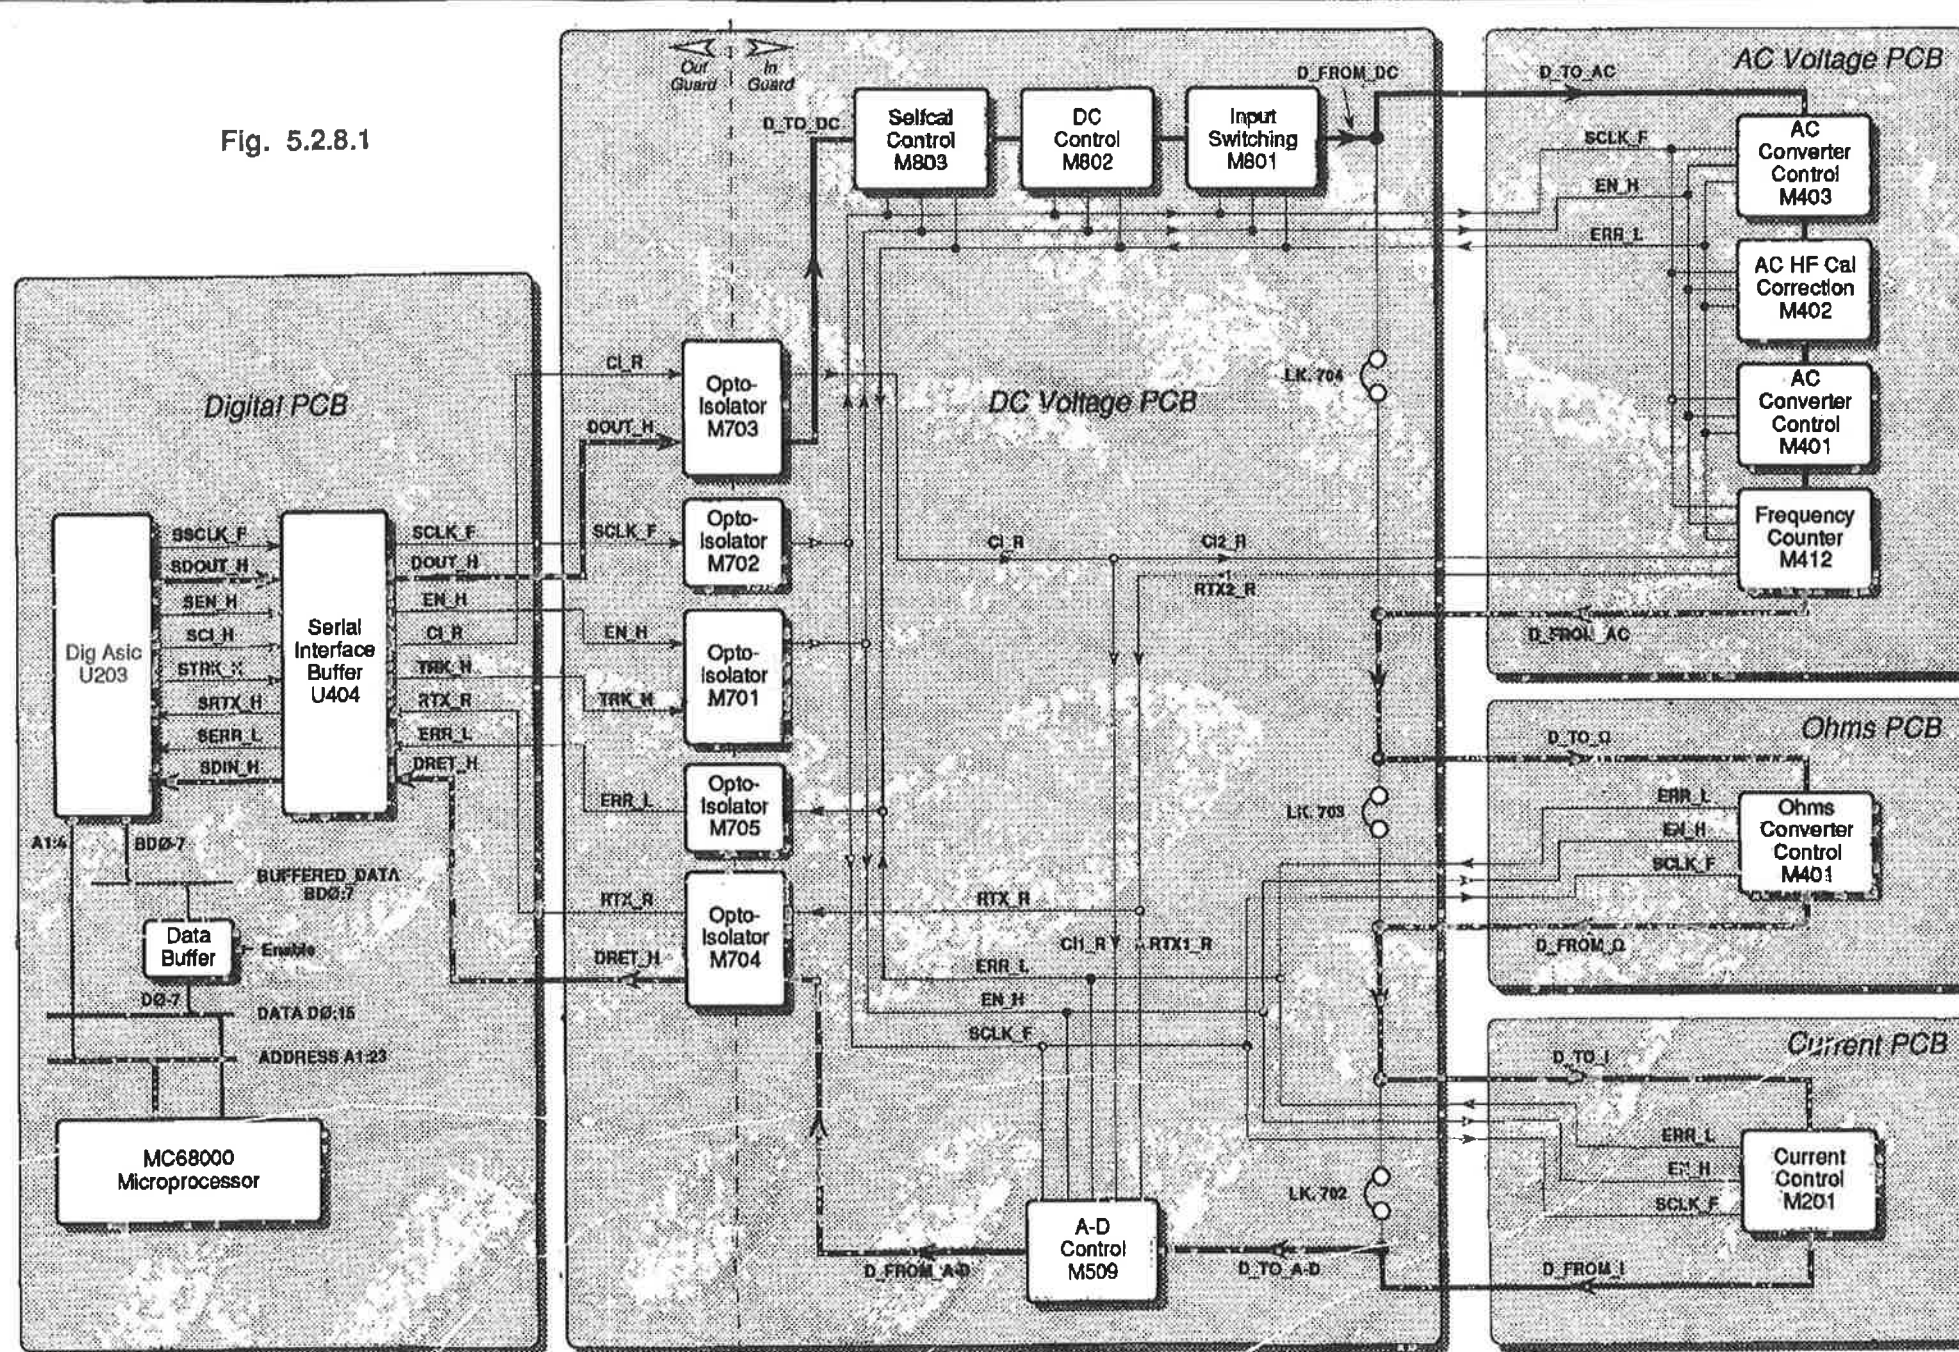 Fig. 5.2.8.1
Digital PCB
Dig Asic
U203
SSCLK_F
SDOUT_H
SEN_H
SCI_H
STRK_H
SRTX_H
SERR_L
SDIN_H
Serial
Interface
Buffer
U404
SCLK_F
DOUT_H
EN_H
CI_R
TRK_H
RTX_R
ERR_L
DRET_H
A1:4
BDØ-7
BUFFERED_DATA
BDØ:7
Data
Buffer
Enable
DØ-7
DATA DØ:15
ADDRESS A1:23
MC68000
Microprocessor
Out
Guard
In
Guard
DC Voltage PCB
CI_R
DOUT_H
SCLK_F
EN_H
TRK_H
ERR_L
RTX_R
DRET_H
Opto-
Isolator
M703
Opto-
Isolator
M702
Opto-
Isolator
M701
Opto-
Isolator
M705
Opto-
Isolator
M704
D_TO_DC
Selfcal
Control
M803
DC
Control
M802
Input
Switching
M801
D_FROM_DC
LK. 704
CI_R
CI2_R
RTX2_R
LK. 703
RTX_R
CI1_R
RTX1_R
ERR_L
EN_H
SCLK_F
LK. 702
D_FROM_A-D
A-D
Control
M509
D_TO_A-D
AC Voltage PCB
D_TO_AC
SCLK_F
EN_H
ERR_L
AC
Converter
Control
M403
AC HF Cal
Correction
M402
AC
Converter
Control
M401
Frequency
Counter
M412
D_FROM_AC
Ohms PCB
D_TO_Ω
ERR_L
EN_H
SCLK_F
Ohms
Converter
Control
M401
D_FROM_Ω
Current PCB
D_TO_I
ERR_L
EN_H
SCLK_F
Current
Control
M201
D_FROM_I